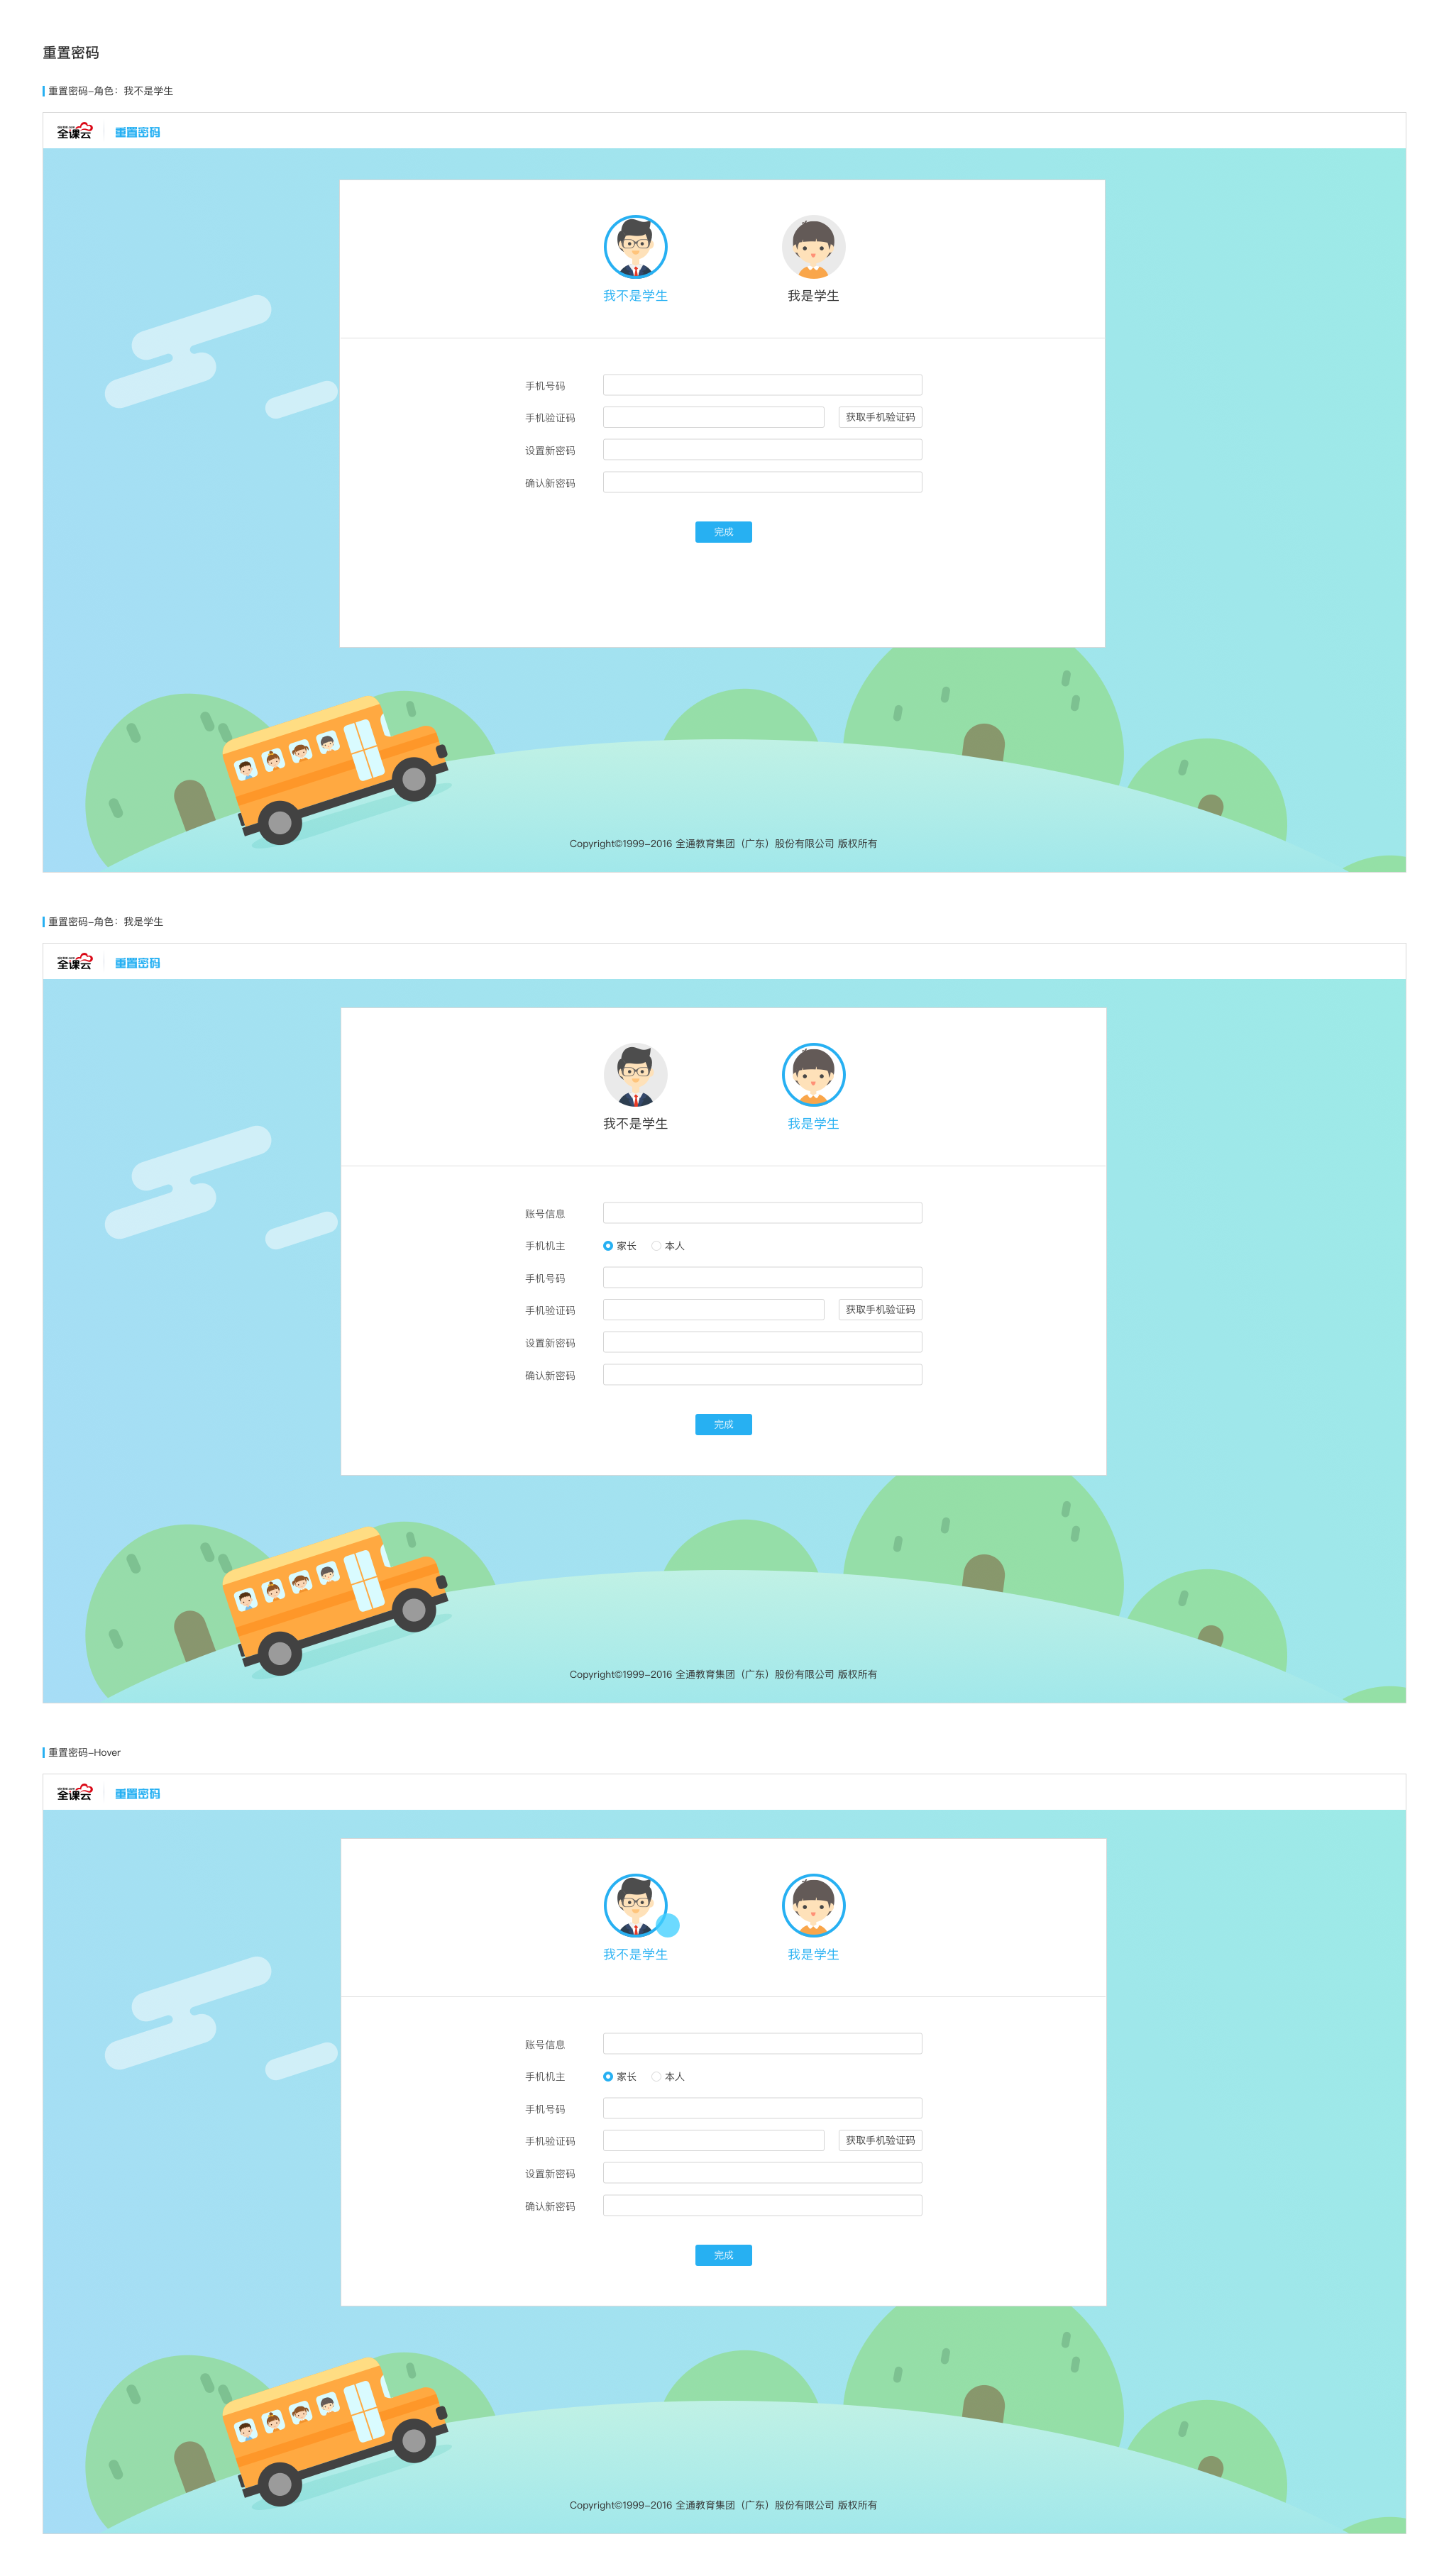 重置密码
重置密码-角色：我不是学生
全课云 重置密码
我不是学生 我是学生
手机号码
手机验证码 获取手机验证码
设置新密码
确认新密码
完成
Copyright©1999-2016 全通教育集团（广东）股份有限公司 版权所有
重置密码-角色：我是学生
全课云 重置密码
我不是学生 我是学生
账号信息
手机机主 家长 本人
手机号码
手机验证码 获取手机验证码
设置新密码
确认新密码
完成
Copyright©1999-2016 全通教育集团（广东）股份有限公司 版权所有
重置密码-Hover
全课云 重置密码
我不是学生 我是学生
账号信息
手机机主 家长 本人
手机号码
手机验证码 获取手机验证码
设置新密码
确认新密码
完成
Copyright©1999-2016 全通教育集团（广东）股份有限公司 版权所有